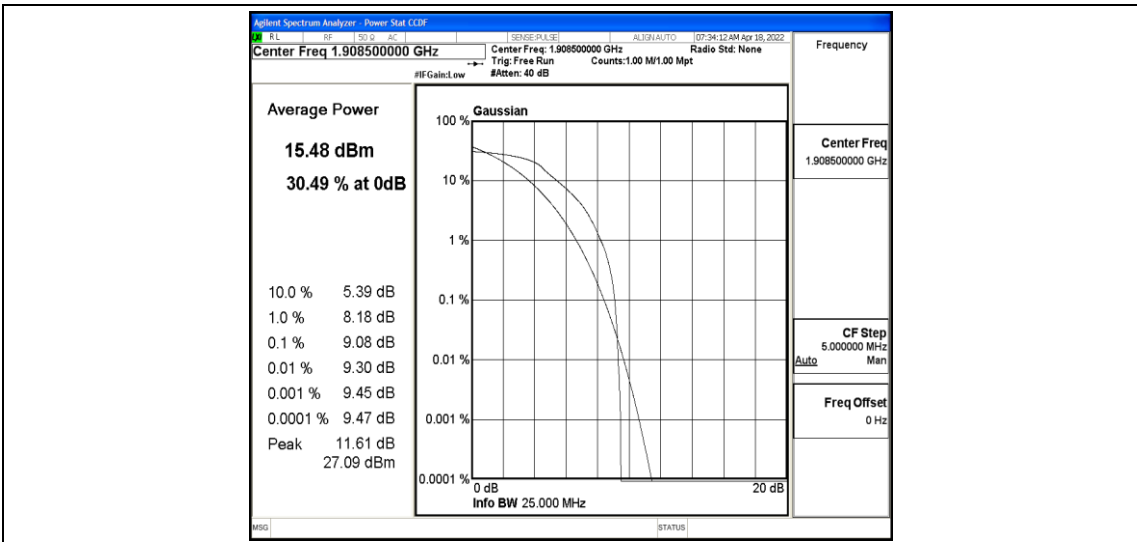 Agilent Spectrum Analyzer - Power Stat CCDF
RL RF 50 Ω AC SENSE:PULSE ALIGNAUTO 07:34:12 AM Apr 18, 2022
Center Freq 1.908500000 GHz
Center Freq: 1.908500000 GHz Radio Std: None
Trig: Free Run Counts:1.00 M/1.00 Mpt
#IFGain:Low #Atten: 40 dB
Frequency
Average Power
15.48 dBm
30.49 % at 0dB
10.0 % 5.39 dB
1.0 % 8.18 dB
0.1 % 9.08 dB
0.01 % 9.30 dB
0.001 % 9.45 dB
0.0001 % 9.47 dB
Peak 11.61 dB
27.09 dBm
Gaussian
100 %
10 %
1 %
0.1 %
0.01 %
0.001 %
0.0001 %
0 dB 20 dB
Info BW 25.000 MHz
Center Freq
1.908500000 GHz
CF Step
5.000000 MHz
Auto Man
Freq Offset
0 Hz
MSG STATUS